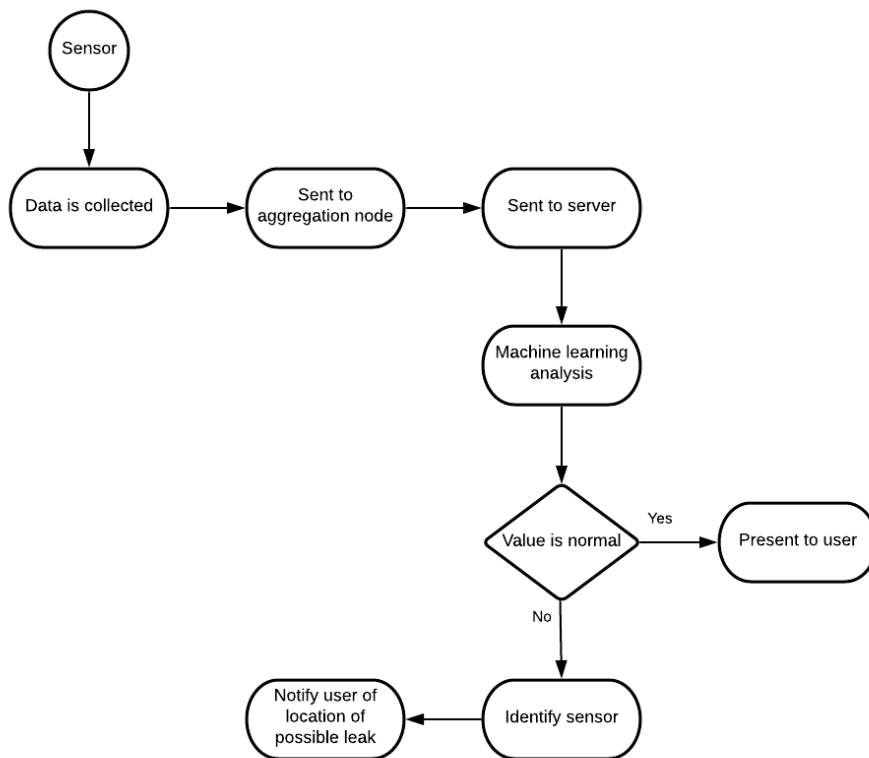 Sensor
Data is collected
Sent to
aggregation node
Sent to server
Machine learning
analysis
Value is normal
Yes
Present to user
No
Identify sensor
Notify user of
location of
possible leak